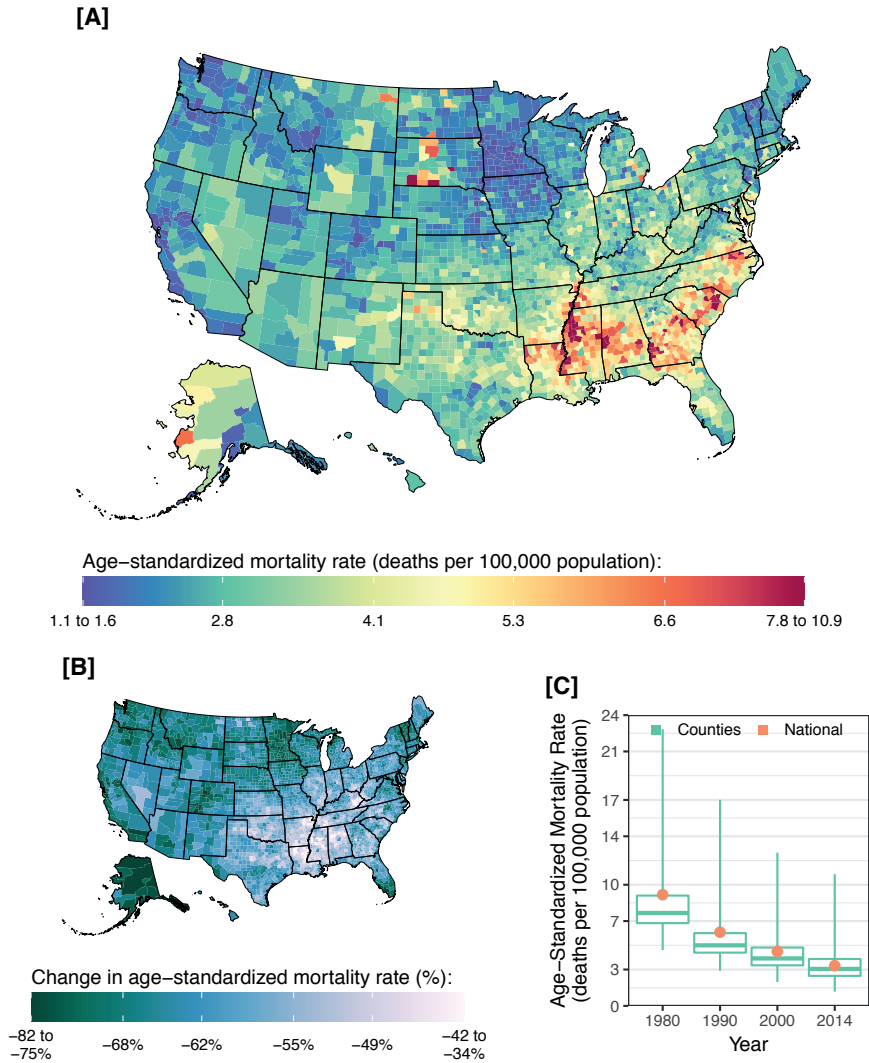 [A]
Age−standardized mortality rate (deaths per 100,000 population):
1.1 to 1.6 2.8 4.1 5.3 6.6 7.8 to 10.9
[B]
Change in age−standardized mortality rate (%):
−82 to
−75% −68% −62% −55% −49% −42 to
−34%
[C]
Age−Standardized Mortality Rate
(deaths per 100,000 population)
Counties National
24
21
17
14
10
7
3
0
1980 1990 2000 2014
Year